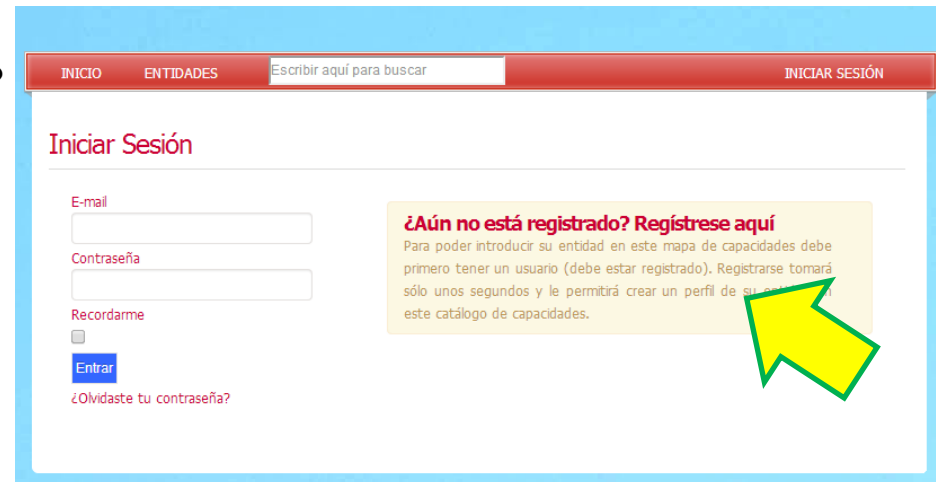 INICIO ENTIDADES Escribir aquí para buscar INICIAR SESIÓN
Iniciar Sesión
E-mail
Contraseña
Recordarme
Entrar
¿Olvidaste tu contraseña?
¿Aún no está registrado? Regístrese aquí
Para poder introducir su entidad en este mapa de capacidades debe
primero tener un usuario (debe estar registrado). Registrarse tomará
sólo unos segundos y le permitirá crear un perfil de su
este catálogo de capacidades.